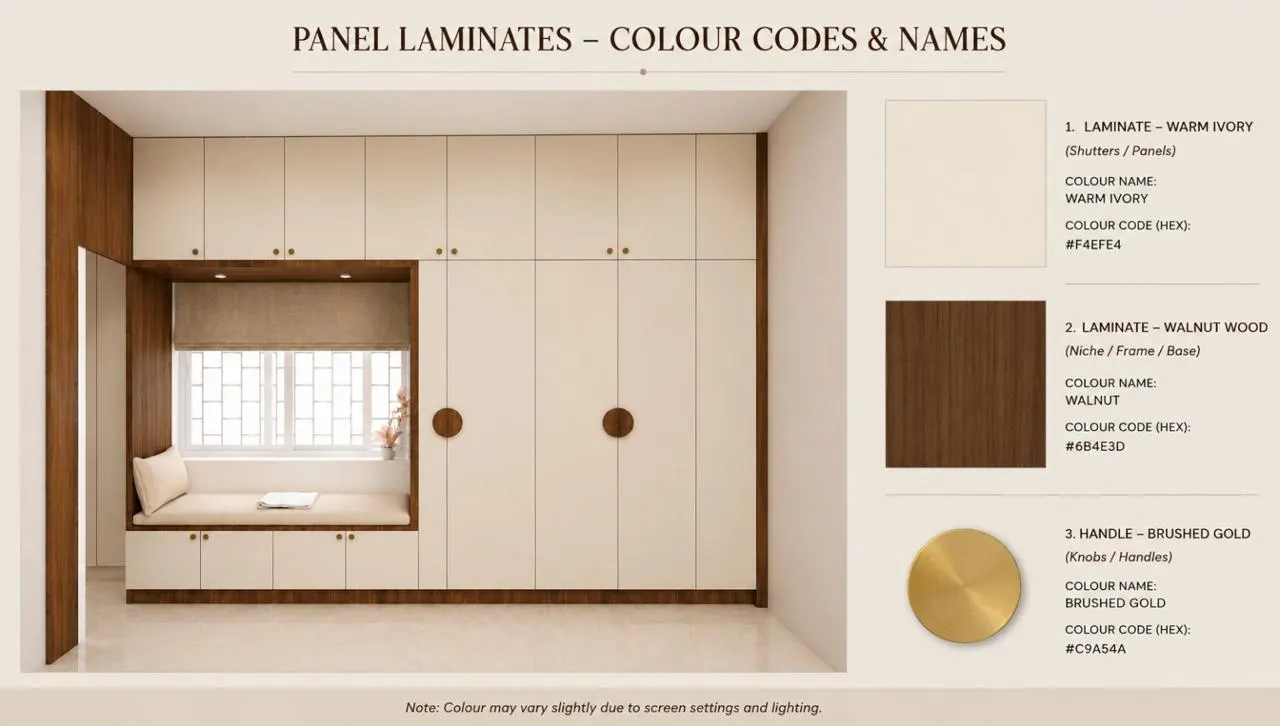 PANEL LAMINATES – COLOUR CODES & NAMES
1. LAMINATE – WARM IVORY
(Shutters / Panels)
COLOUR NAME:
WARM IVORY
COLOUR CODE (HEX):
#F4EFE4
2. LAMINATE – WALNUT WOOD
(Niche / Frame / Base)
COLOUR NAME:
WALNUT
COLOUR CODE (HEX):
#6B4E3D
3. HANDLE – BRUSHED GOLD
(Knobs / Handles)
COLOUR NAME:
BRUSHED GOLD
COLOUR CODE (HEX):
#C9A54A
Note: Colour may vary slightly due to screen settings and lighting.